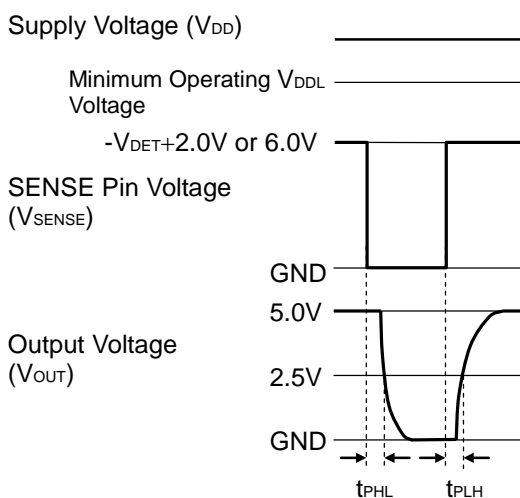 Supply Voltage (VDD)
Minimum Operating VDDL
Voltage
-VDET+2.0V or 6.0V
SENSE Pin Voltage
(VSENSE)
GND
5.0V
Output Voltage
(VOUT)
2.5V
GND
tPHL tPLH